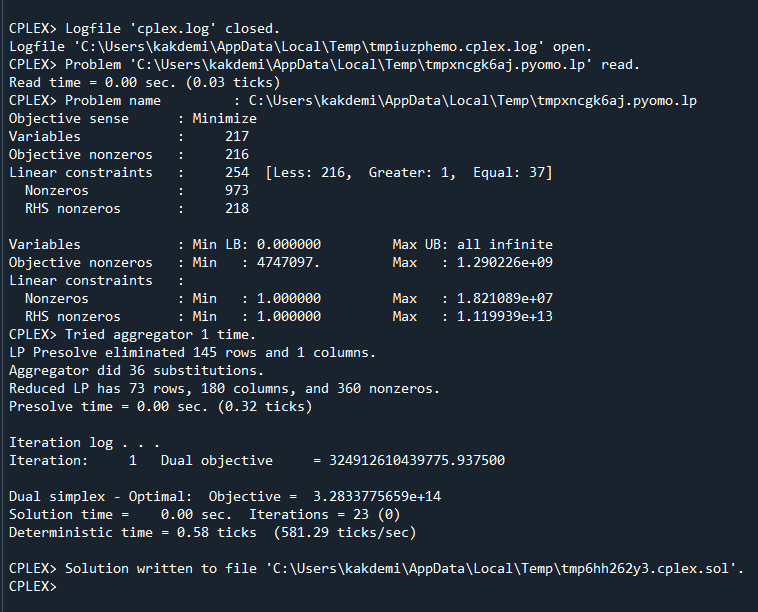 CPLEX> Logfile 'cplex.log' closed.
Logfile 'C:\Users\kakdemi\AppData\Local\Temp\tmpiuzphemo.cplex.log' open.
CPLEX> Problem 'C:\Users\kakdemi\AppData\Local\Temp\tmpxncgk6aj.pyomo.lp' read.
Read time = 0.00 sec. (0.03 ticks)
CPLEX> Problem name         : C:\Users\kakdemi\AppData\Local\Temp\tmpxncgk6aj.pyomo.lp
Objective sense      : Minimize
Variables            :     217
Objective nonzeros   :     216
Linear constraints   :     254  [Less: 216,  Greater: 1,  Equal: 37]
  Nonzeros           :     973
  RHS nonzeros       :     218

Variables            : Min LB: 0.000000         Max UB: all infinite
Objective nonzeros   : Min   : 4747097.         Max   : 1.290226e+09
Linear constraints   :
  Nonzeros           : Min   : 1.000000         Max   : 1.821089e+07
  RHS nonzeros       : Min   : 1.000000         Max   : 1.119939e+13
CPLEX> Tried aggregator 1 time.
LP Presolve eliminated 145 rows and 1 columns.
Aggregator did 36 substitutions.
Reduced LP has 73 rows, 180 columns, and 360 nonzeros.
Presolve time = 0.00 sec. (0.32 ticks)

Iteration log . . .
Iteration:     1   Dual objective     = 324912610439775.937500

Dual simplex - Optimal:  Objective =  3.2833775659e+14
Solution time =    0.00 sec.  Iterations = 23 (0)
Deterministic time = 0.58 ticks  (581.29 ticks/sec)

CPLEX> Solution written to file 'C:\Users\kakdemi\AppData\Local\Temp\tmp6hh262y3.cplex.sol'.
CPLEX>